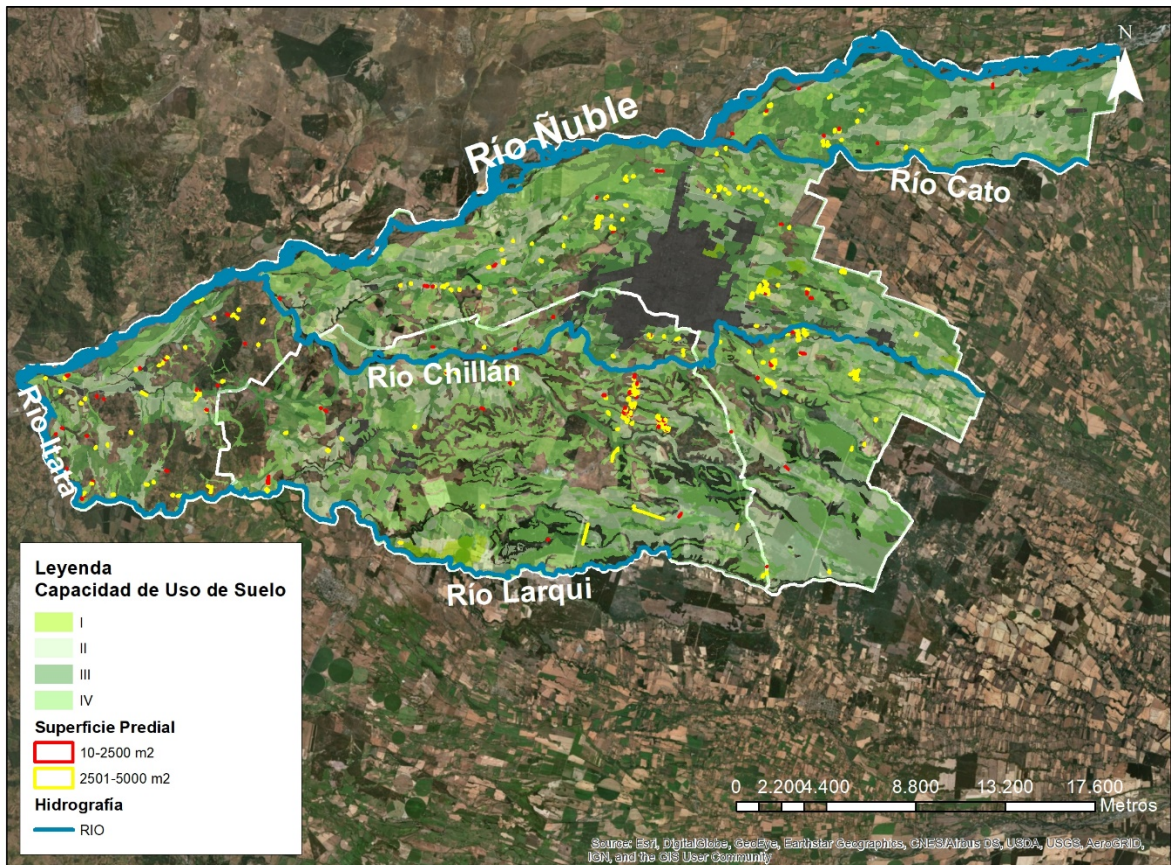 N
Río Ñuble
Río Cato
Río Chillán
Río Itata
Río Larqui
Leyenda
Capacidad de Uso de Suelo
I
II
III
IV
Superficie Predial
10-2500 m2
2501-5000 m2
Hidrografía
RIO
0 2.200 4.400 8.800 13.200 17.600
Metros
Source: Esri, DigitalGlobe, GeoEye, Earthstar Geographics, CNES/Airbus DS, USDA, USGS, AeroGRID,
IGN, and the GIS User Community